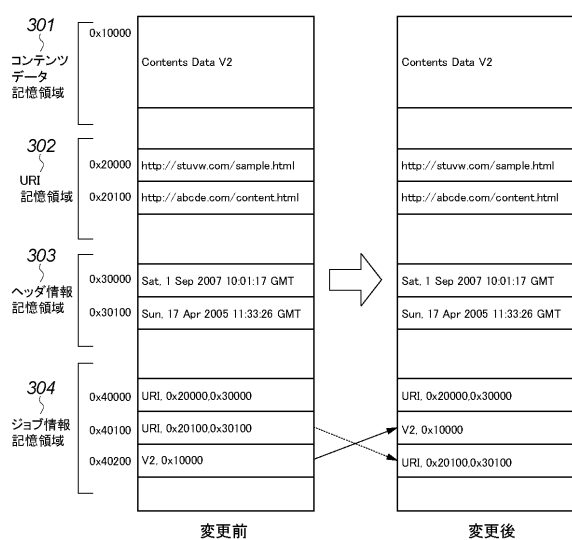 301
コンテンツ
データ
記憶領域
0x10000
Contents Data V2
Contents Data V2
302
URI
記憶領域
0x20000
http://stuvw.com/sample.html
http://stuvw.com/sample.html
0x20100
http://abcde.com/content.html
http://abcde.com/content.html
303
ヘッダ情報
記憶領域
0x30000
Sat, 1 Sep 2007 10:01:17 GMT
Sat, 1 Sep 2007 10:01:17 GMT
0x30100
Sun, 17 Apr 2005 11:33:26 GMT
Sun, 17 Apr 2005 11:33:26 GMT
304
ジョブ情報
記憶領域
0x40000
URI, 0x20000,0x30000
URI, 0x20000,0x30000
0x40100
URI, 0x20100,0x30100
V2, 0x10000
0x40200
V2, 0x10000
URI, 0x20100,0x30100
変更前
変更後